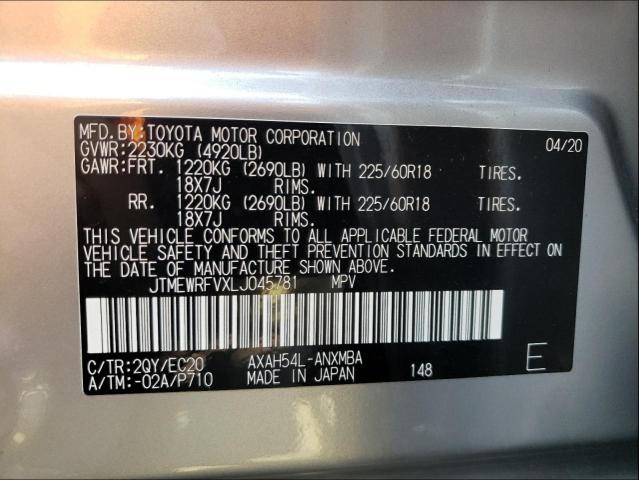 MFD.BY:TOYOTA MOTOR CORPORATION 04/20
GVWR:2230KG (4920LB)
GAWR:FRT. 1220KG (2690LB) WITH 225/60R18 TIRES.
18X7J RIMS.
RR. 1220KG (2690LB) WITH 225/60R18 TIRES.
18X7J RIMS.
THIS VEHICLE CONFORMS TO ALL APPLICABLE FEDERAL MOTOR
VEHICLE SAFETY AND THEFT PREVENTION STANDARDS IN EFFECT ON
THE DATE OF MANUFACTURE SHOWN ABOVE.
JTMEWRFVXLJ045781 MPV
C/TR:2QY/EC20 AXAH54L-ANXMBA
A/TM:-02A/P710 MADE IN JAPAN 148 E